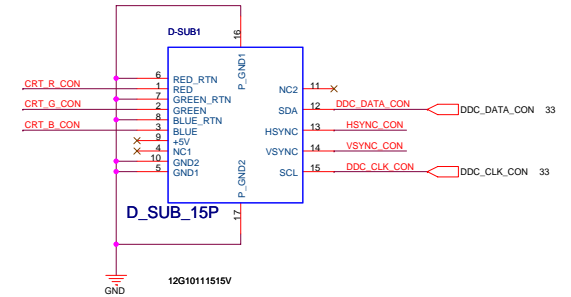 D-SUB1
16
P_GND1
6 RED_RTN
CRT_R_CON 1 RED
7 GREEN_RTN
CRT_G_CON 2 GREEN
8 BLUE_RTN
CRT_B_CON 3 BLUE
9 +5V
4 NC1
10 GND2
5 GND1
NC2 11
SDA 12 DDC_DATA_CON DDC_DATA_CON 33
HSYNC 13 HSYNC_CON
VSYNC 14 VSYNC_CON
SCL 15 DDC_CLK_CON DDC_CLK_CON 33
P_GND2
17
D_SUB_15P
12G10111515V
GND